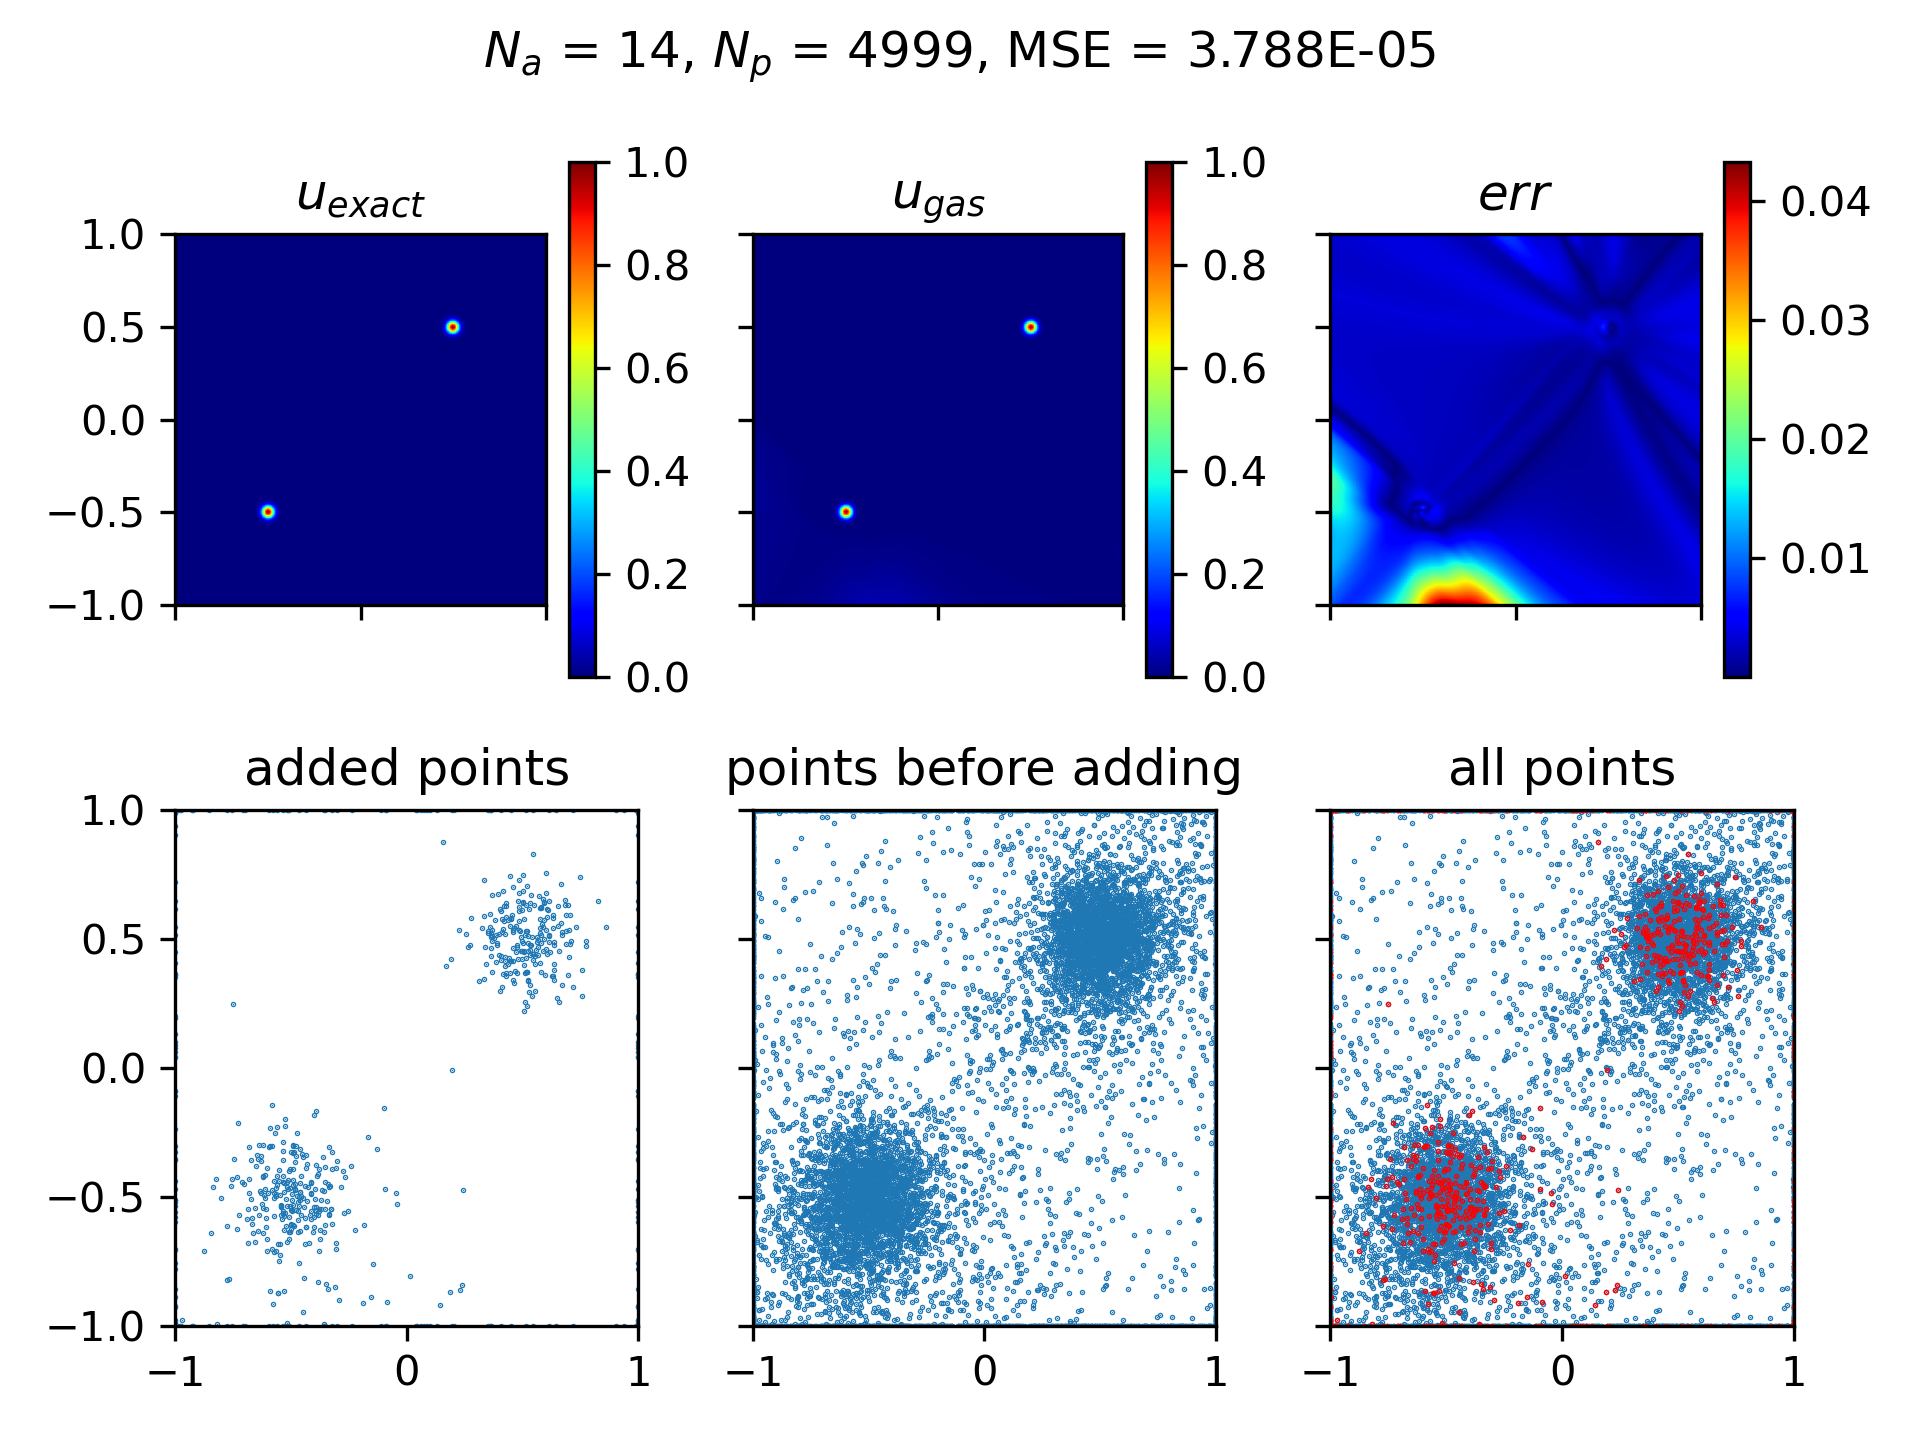 N_a = 14, N_p = 4999, MSE = 3.788E-05
u_exact
u_gas
err
1.0
0.5
0.0
−0.5
−1.0
1.0
0.8
0.6
0.4
0.2
0.0
1.0
0.8
0.6
0.4
0.2
0.0
0.04
0.03
0.02
0.01
added points
points before adding
all points
1.0
0.5
0.0
−0.5
−1.0
−1 0 1
−1 0 1
−1 0 1